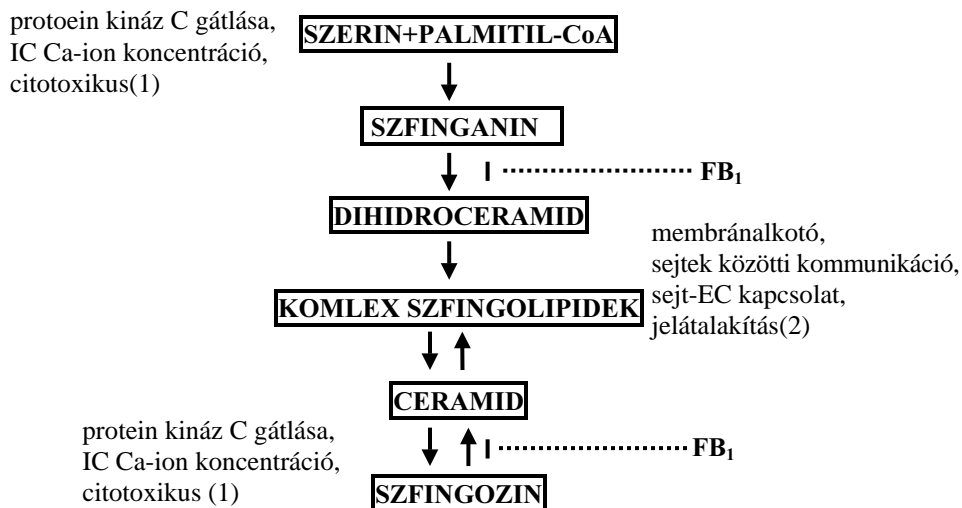 protoein kináz C gátlása,
IC Ca-ion koncentráció,
citotoxikus(1)
SZERIN+PALMITIL-CoA
SZFINGANIN
FB₁
DIHIDROCERAMID
membránalkotó,
sejtek közötti kommunikáció,
sejt-EC kapcsolat,
jelátalakítás(2)
KOMLEX SZFINGOLIPIDEK
CERAMID
protein kináz C gátlása,
IC Ca-ion koncentráció,
citotoxikus (1)
FB₁
SZFINGOZIN